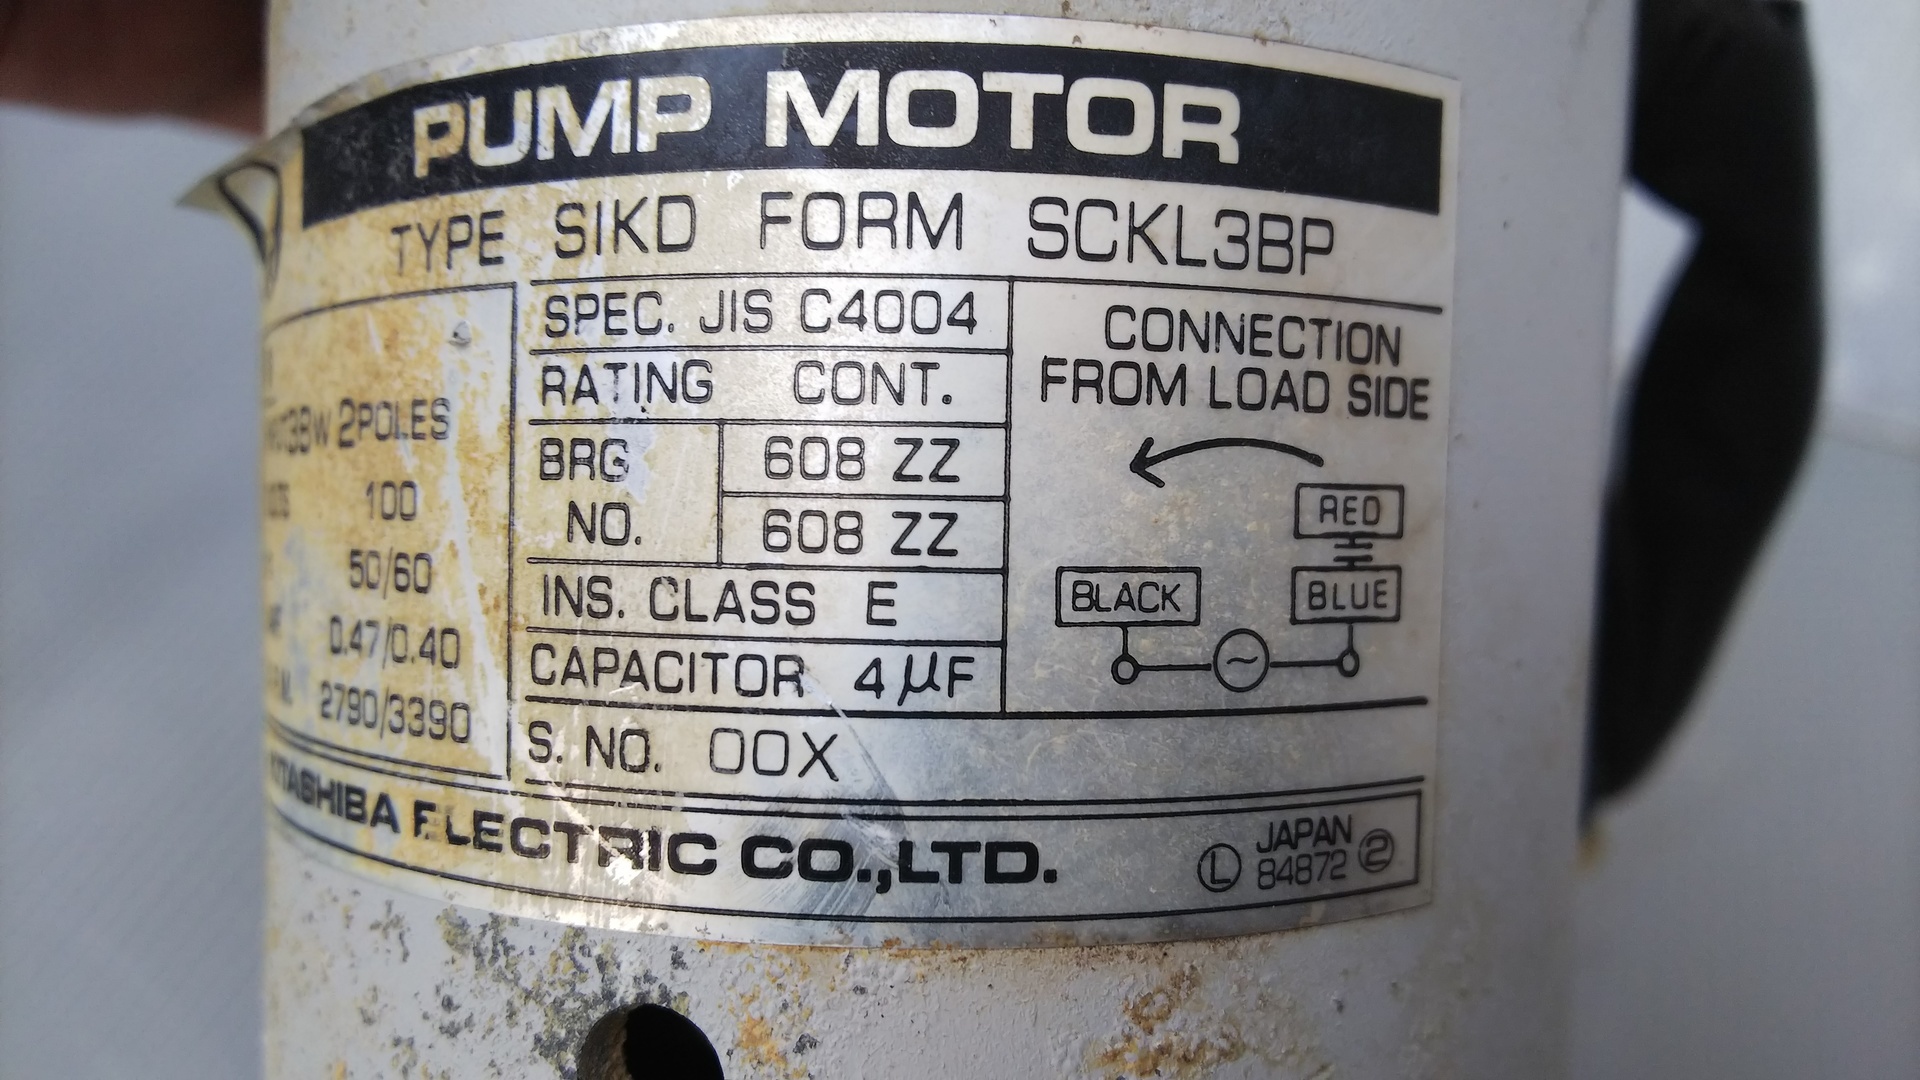 PUMP MOTOR
TYPE SIKD FORM SCKL3BP
2POLES
100
50/60
0.47/0.40
2790/3390
SPEC. JIS C4004
RATING CONT.
BRG NO.
608 ZZ
608 ZZ
INS. CLASS E
CAPACITOR 4 μF
S. NO. 00X
CONNECTION
FROM LOAD SIDE
RED
BLACK BLUE
~
ELECTRIC CO.,LTD.
L JAPAN 2
84872